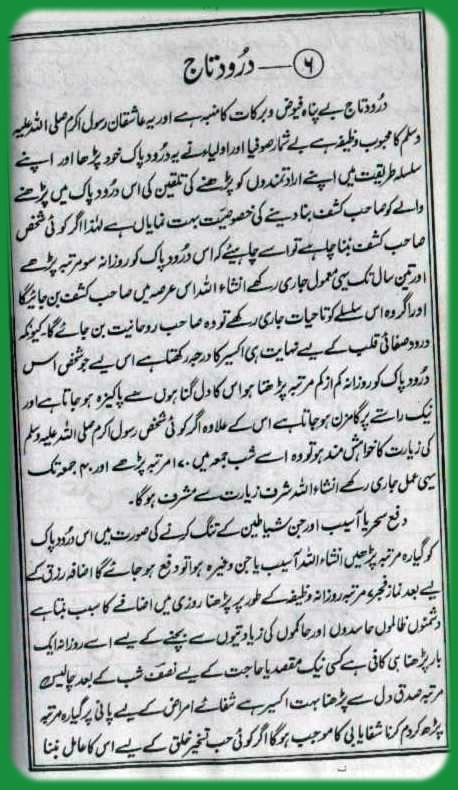 ۶ — درود تاج
درود تاج بے پناہ فیوض و برکات کا منبہ ہے اور یہ عاشقان رسول اکرم صلی اللہ علیہ
وسلم کا محبوب وظیفہ ہے بے شمار صوفیا اور اولیاء نے یہ درود پاک خود پڑھا اور اپنے
سلسلہ طریقت میں اپنے ارادتمندوں کو پڑھنے کی تلقین کی اس درود پاک میں پڑھنے
والے کو صاحب کشف بنا دینے کی خصوصیت بہت نمایاں ہے لہٰذا اگر کوئی شخص
صاحب کشف بننا چاہے تو اسے چاہیئے کہ اس درود پاک کو روزانہ سو مرتبہ پڑھے
اور تین سال تک یہی معمول جاری رکھے انشاء اللہ اس عرصہ میں صاحب کشف بن جائیگا
اور اگر وہ اس سلسلے کو تاحیات جاری رکھے تو وہ صاحب روحانیت بن جائے گا۔ کیونکہ
درود صفائی قلب کے لیے نہایت ہی اکسیر کا درجہ رکھتا ہے اس لیے جو شخص اس
درود پاک کو روزانہ کم از کم مرتبہ پڑھتا ہو اس کا دل گناہوں سے پاکیزہ ہو جاتا ہے اور
نیک راستے پر گامزن ہو جاتا ہے اس کے علاوہ اگر کوئی شخص رسول اکرم صلی اللہ علیہ وسلم
کی زیارت کا خواہش مند ہو تو وہ اسے شب جمعہ میں ۱۷۰ مرتبہ پڑھے اور ۴۰ جمعہ تک
یہی عمل جاری رکھے انشاء اللہ شرف زیارت سے مشرف ہو گا۔
دفع سحر یا آسیب اور جن شیاطین کے تنگ کرنے کی صورت میں اس درود پاک
کو گیارہ مرتبہ پڑھیں انشاء اللہ آسیب یا جن وغیرہ ہوا تو دفع ہو جائے گا اضافہ رزق کے
لیے بعد نماز فجر ۷ مرتبہ روزانہ وظیفہ کے طور پر پڑھنا روزی میں اضافے کا سبب بنتا ہے
دشمنوں ظالموں حاسدوں اور حاکموں کی زیادتیوں سے بچنے کے لیے اسے روزانہ ایک
بار پڑھنا ہی کافی ہے کسی نیک مقصد یا حاجت کے لیے نصف شب کے بعد چالیس
مرتبہ صدق دل سے پڑھنا بہت اکسیر ہے شفائے امراض کے لیے پانی پر گیارہ مرتبہ
پڑھ کر دم کرنا شفایابی کا موجب ہو گا اگر کوئی حب تسخیر خلق کے لیے اس کا عامل بننا